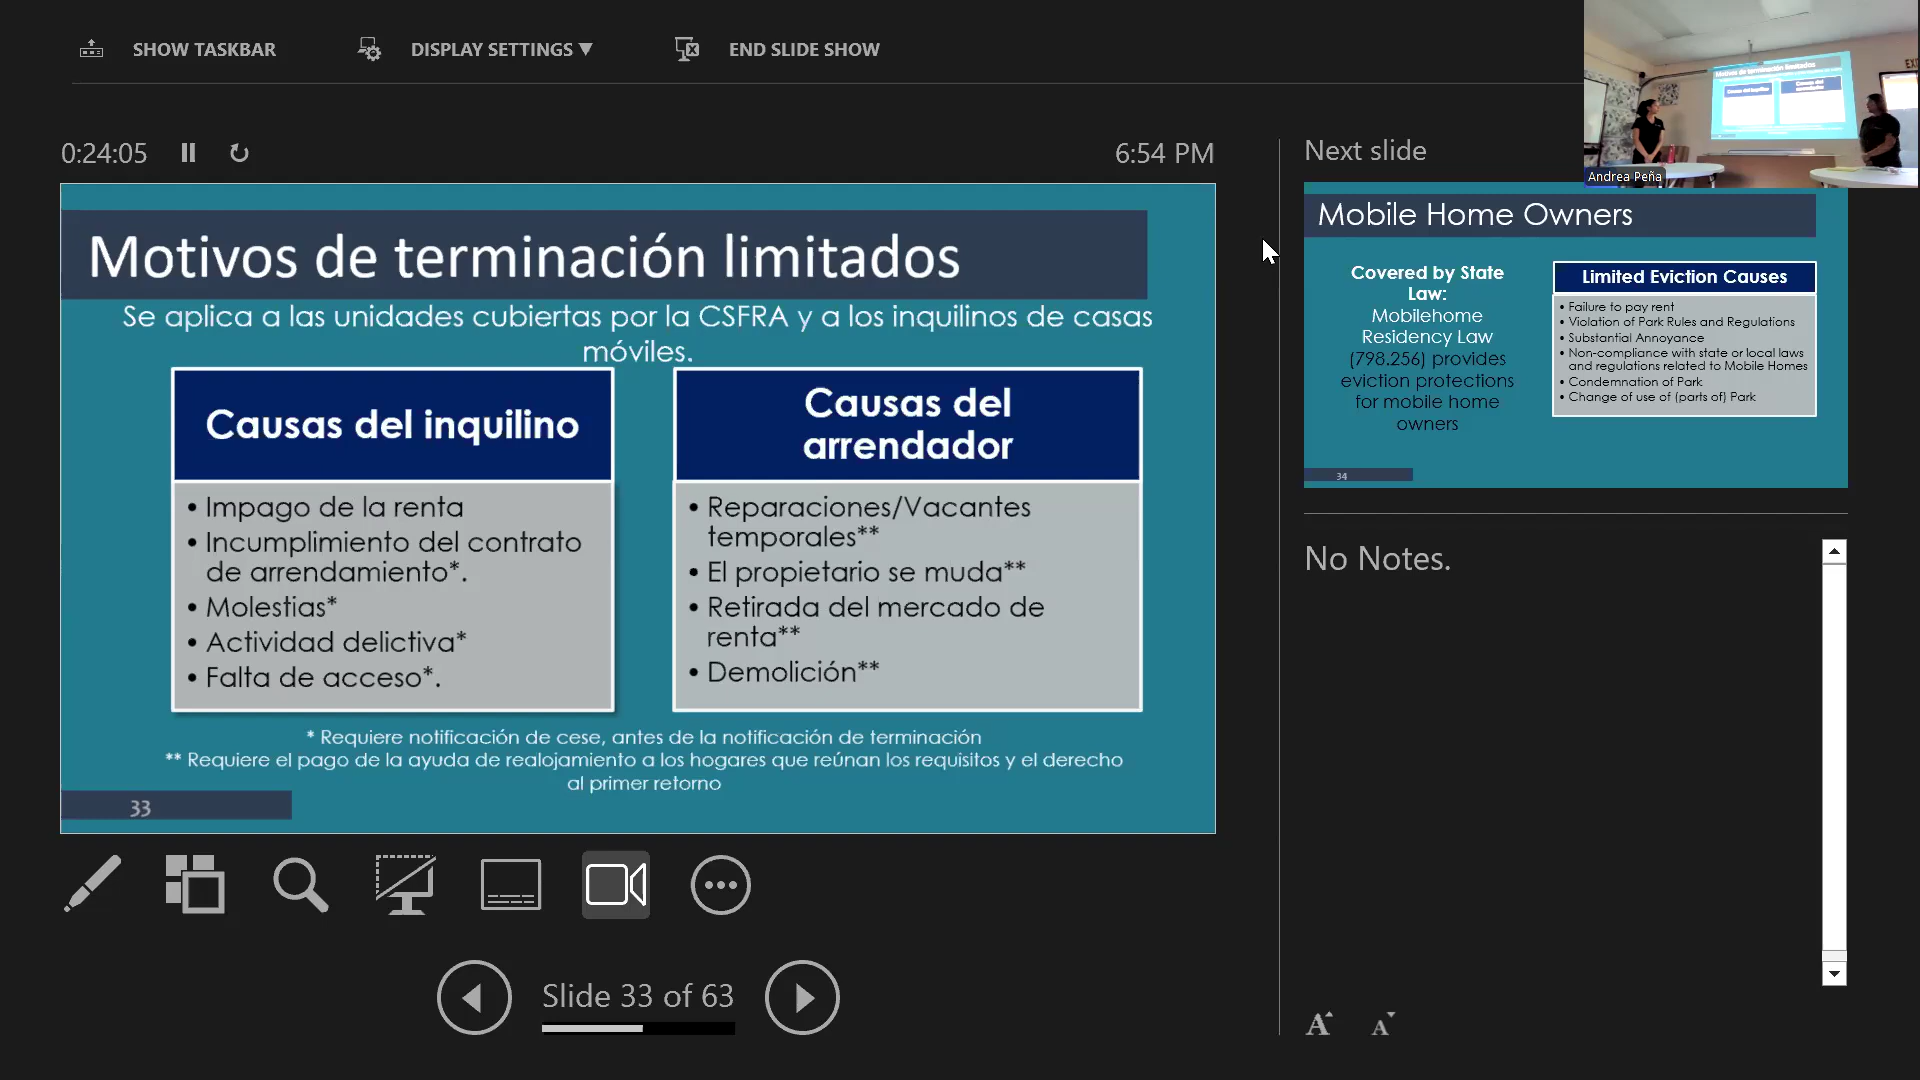 SHOW TASKBAR
DISPLAY SETTINGS ▼
END SLIDE SHOW
0:24:05
6:54 PM
Motivos de terminación limitados
Se aplica a las unidades cubiertas por la CSFRA y a los inquilinos de casas
móviles.
Causas del inquilino
• Impago de la renta
• Incumplimiento del contrato
de arrendamiento*.
• Molestias*
• Actividad delictiva*
• Falta de acceso*.
Causas del
arrendador
• Reparaciones/Vacantes
temporales**
• El propietario se muda**
• Retirada del mercado de
renta**
• Demolición**
* Requiere notificación de cese, antes de la notificación de terminación
** Requiere el pago de la ayuda de realojamiento a los hogares que reúnan los requisitos y el derecho
al primer retorno
33
Slide 33 of 63
Next slide
Andrea Peña
Motivos de terminación limitados
Mobile Home Owners
Covered by State
Law:
Mobilehome
Residency Law
(798.256) provides
eviction protections
for mobile home
owners
Limited Eviction Causes
• Failure to pay rent
• Violation of Park Rules and Regulations
• Substantial Annoyance
• Non-compliance with state or local laws
and regulations related to Mobile Homes
• Condemnation of Park
• Change of use of (parts of) Park
34
No Notes.
A A